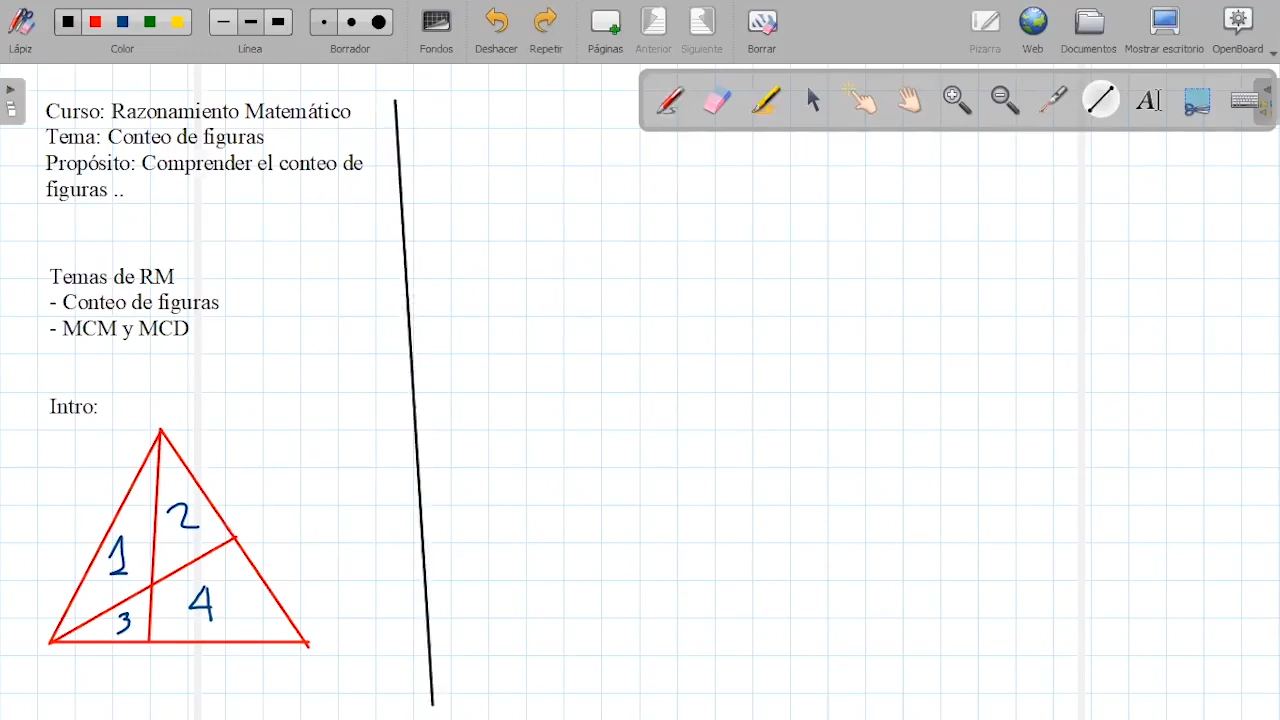 Lápiz
Color
Línea
Borrador
Fondos
Deshacer
Repetir
Páginas
Anterior
Siguiente
Borrar
Pizarra
Web
Documentos
Mostrar escritorio
OpenBoard
Curso: Razonamiento Matemático
Tema: Conteo de figuras
Propósito: Comprender el conteo de
figuras ..
Temas de RM
- Conteo de figuras
- MCM y MCD
Intro:
2
1
4
3